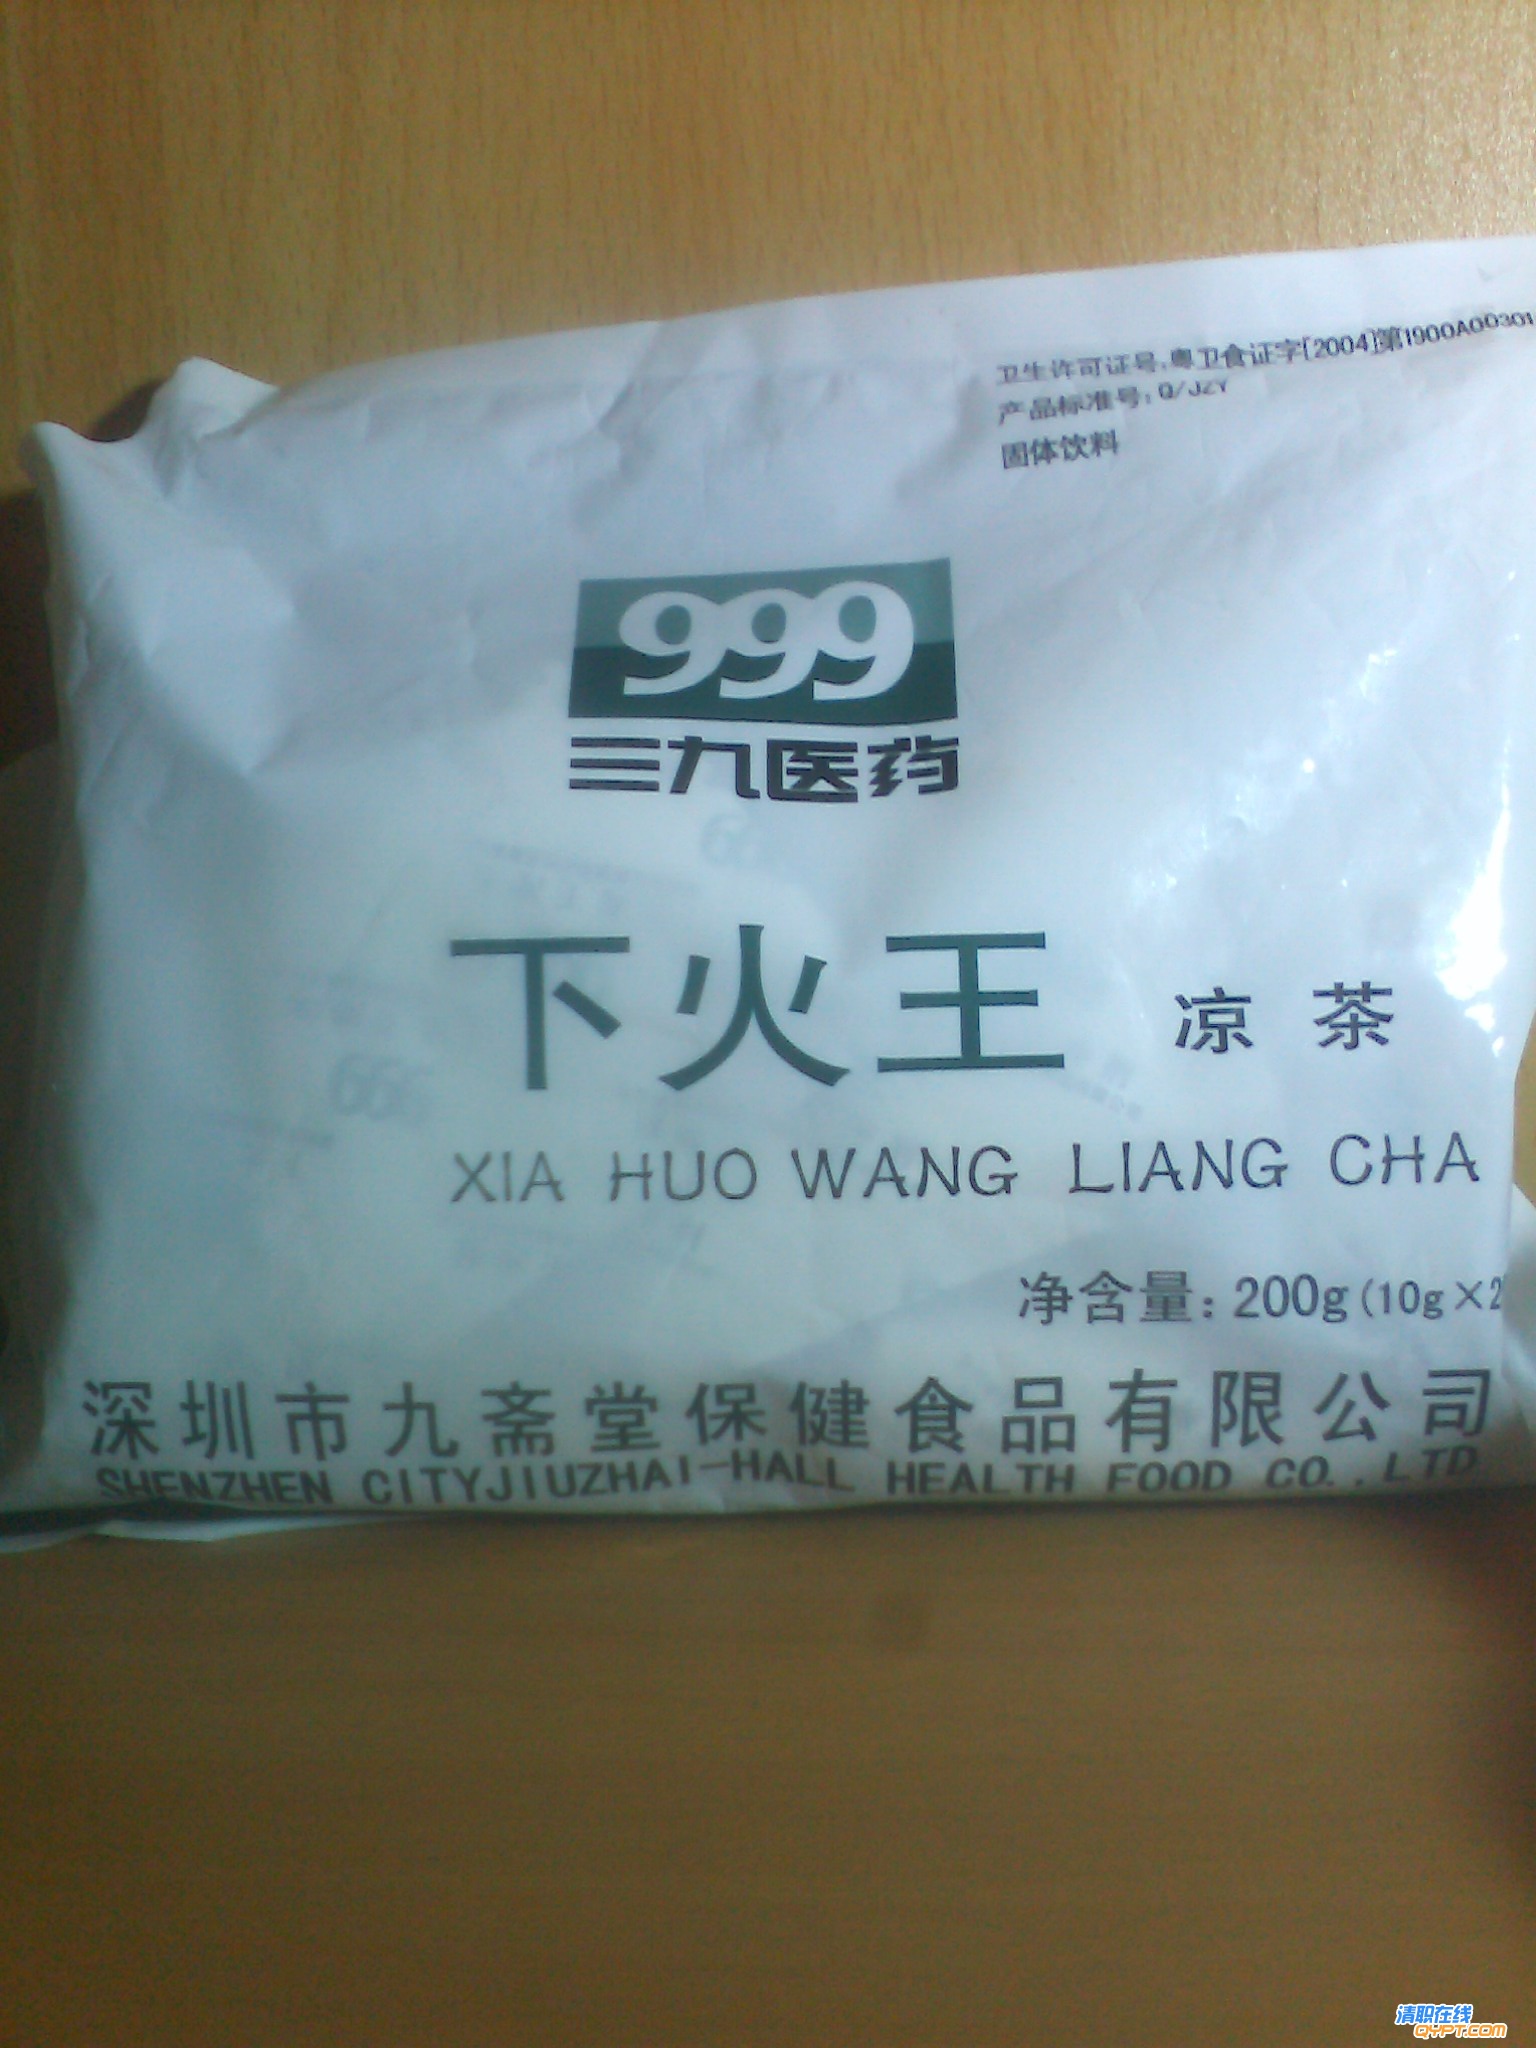 卫生许可证号:粤卫食证字[2004]第1900A00301
产品标准号:Q/JZY
固体饮料
999
三九医药
下火王 凉茶
XIA HUO WANG LIANG CHA
净含量:200g(10g×2
深圳市九斋堂保健食品有限公司
SHENZHEN CITYJIUZHAI-HALL HEALTH FOOD CO.,LTD
清职在线
QYPT.COM